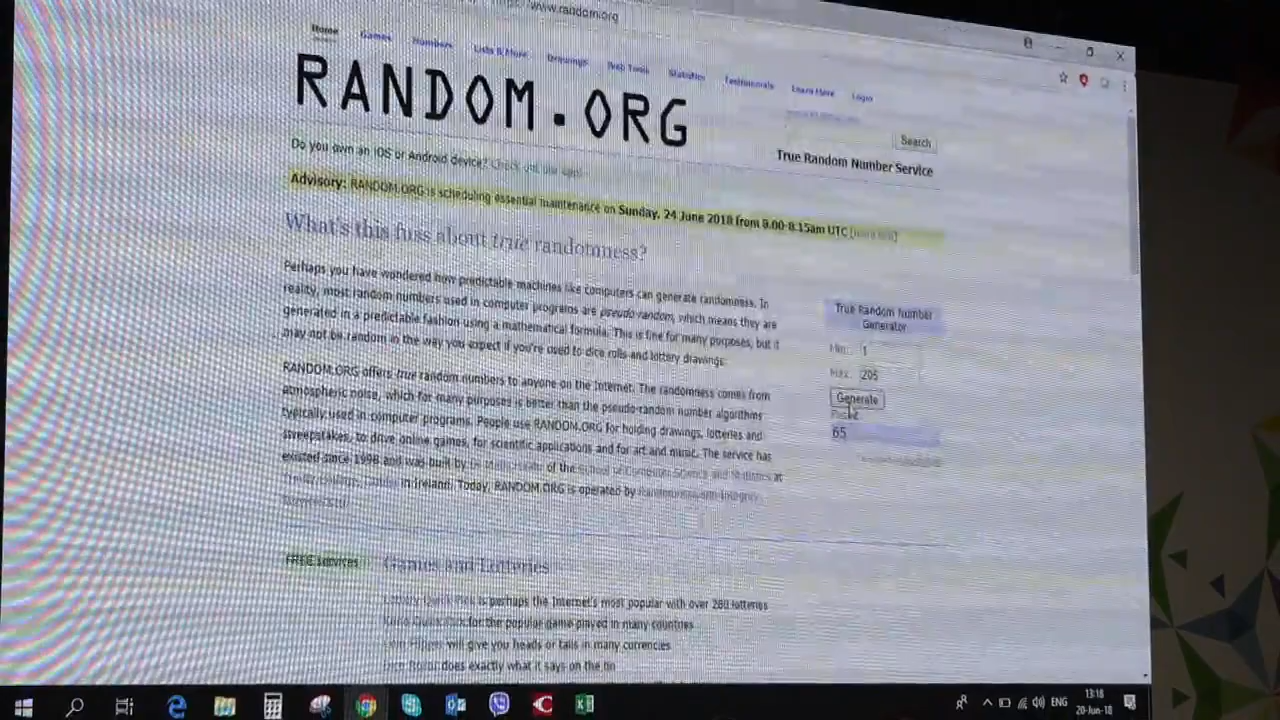 www.random.org
Home Games Numbers Lists & More Drawings Web Tools Statistics Testimonials Learn More Login
RANDOM.ORG
Search
True Random Number Service
Do you own an iOS or Android device? Check out our app!
Advisory: RANDOM.ORG is scheduling essential maintenance on Sunday, 24 June 2018 from 8.00-8.15am UTC
What's this fuss about true randomness?
Perhaps you have wondered how predictable machines like computers can generate randomness. In
reality, most random numbers used in computer programs are pseudo-random, which means they are
generated in a predictable fashion using a mathematical formula. This is fine for many purposes, but it
may not be random in the way you expect if you're used to dice rolls and lottery drawings.
RANDOM.ORG offers true random numbers to anyone on the Internet. The randomness comes from
atmospheric noise, which for many purposes is better than the pseudo-random number algorithms
typically used in computer programs. People use RANDOM.ORG for holding drawings, lotteries and
sweepstakes, to drive online games, for scientific applications and for art and music. The service has
existed since 1998 and was built by of the School of Computer Science and Statistics at
in Ireland. Today, RANDOM.ORG is operated by
True Random Number
Generator
Min: 1
Max: 205
Generate
65
FREE services
Games and Lotteries
is perhaps the Internet's most popular with over 280 lotteries
for the popular game played in many countries
will give you heads or tails in many currencies
does exactly what it says on the tin
ENG
13:18
20-Jun-18